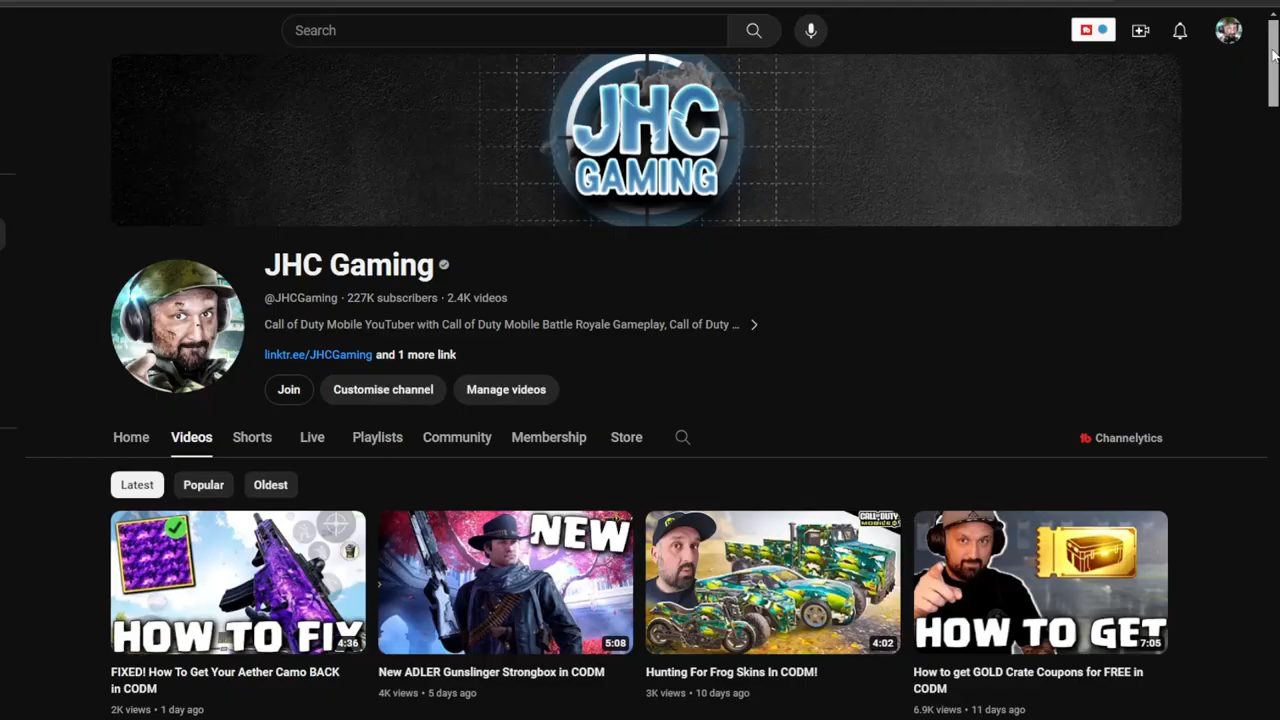 Search
JHC
GAMING
JHC Gaming
@JHCGaming · 227K subscribers · 2.4K videos
Call of Duty Mobile YouTuber with Call of Duty Mobile Battle Royale Gameplay, Call of Duty ...
linktr.ee/JHCGaming and 1 more link
Join
Customise channel
Manage videos
Home
Videos
Shorts
Live
Playlists
Community
Membership
Store
Channelytics
Latest
Popular
Oldest
HOW TO FIX
4:36
NEW
5:08
CALL OF DUTY
MOBILE
4:02
HOW TO GET
7:05
FIXED! How To Get Your Aether Camo BACK
in CODM
2K views • 1 day ago
New ADLER Gunslinger Strongbox in CODM
4K views • 5 days ago
Hunting For Frog Skins In CODM!
3K views • 10 days ago
How to get GOLD Crate Coupons for FREE in
CODM
6.9K views • 11 days ago